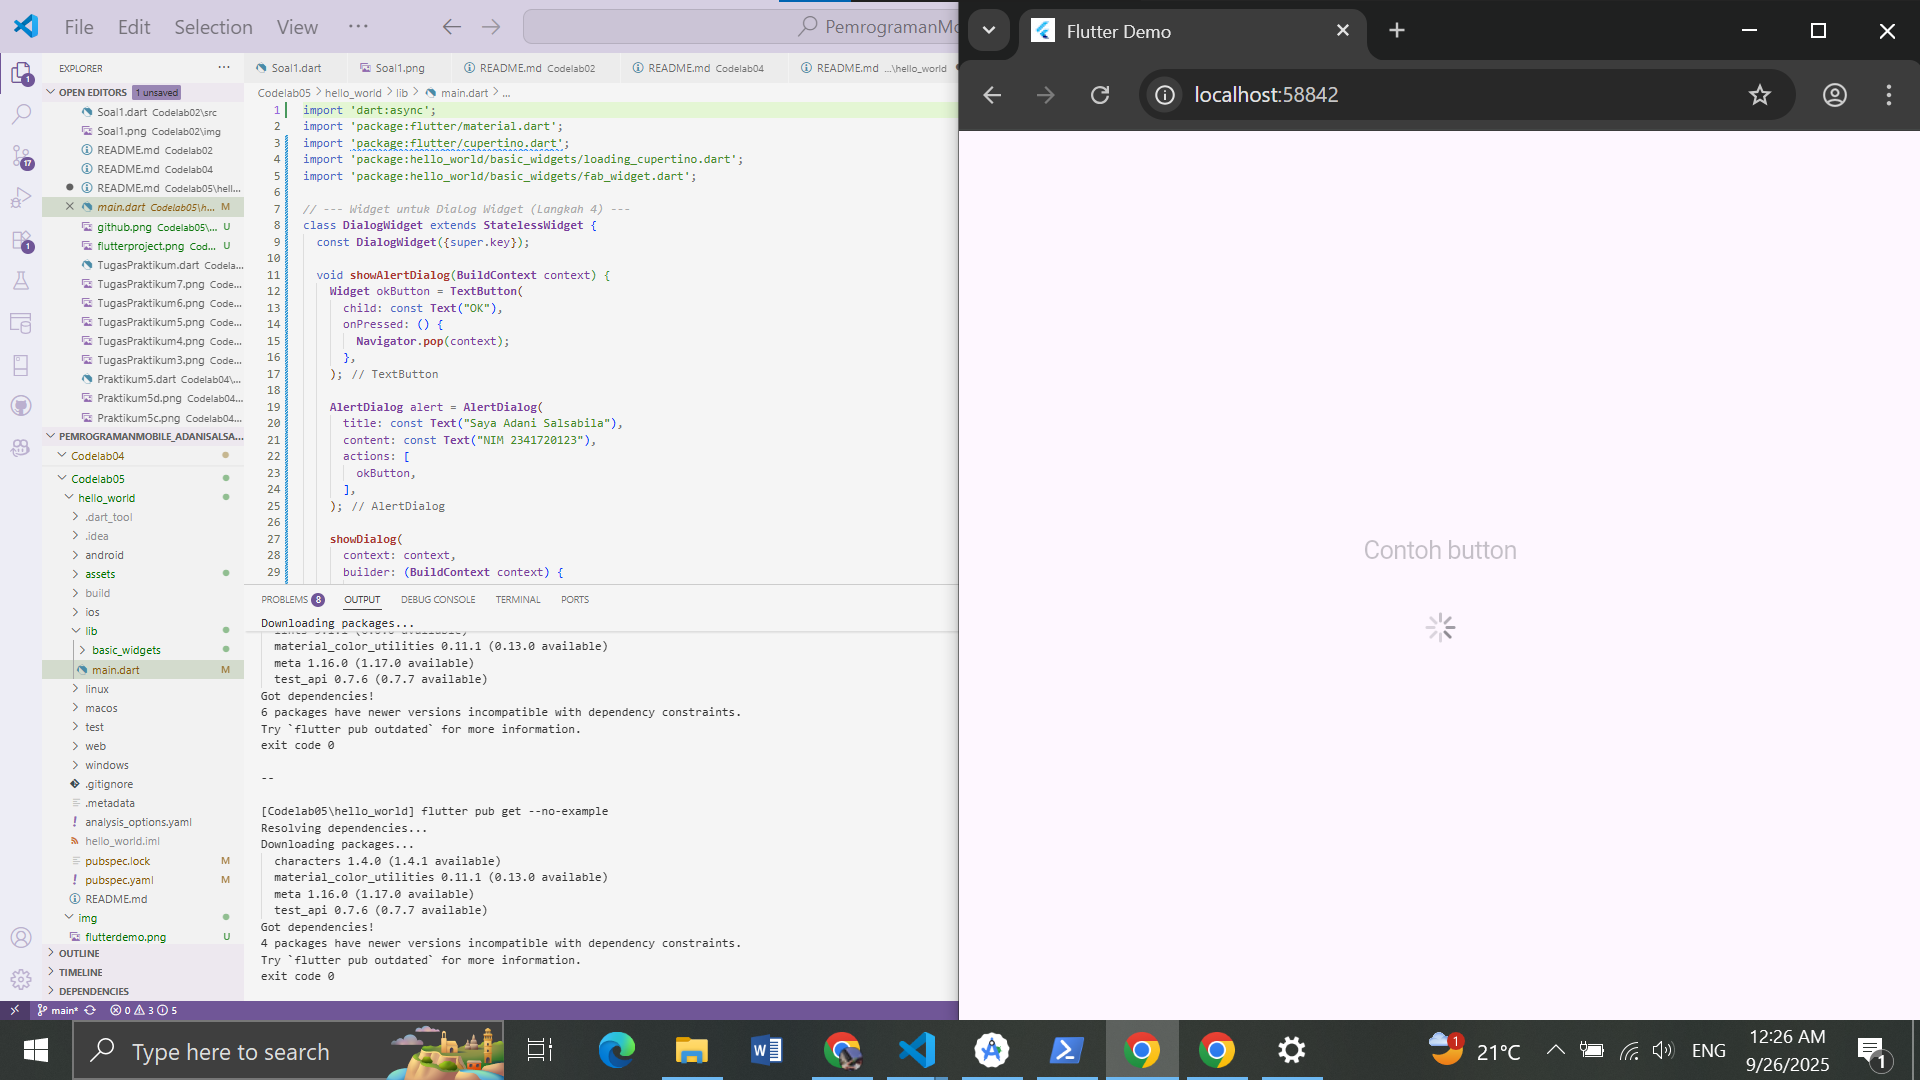 File Edit Selection View ··· PemrogramanMo
EXPLORER ···
OPEN EDITORS 1 unsaved
Soal1.dart Codelab02\src
Soal1.png Codelab02\img
README.md Codelab02
README.md Codelab04
README.md Codelab05\hell...
main.dart Codelab05\h... M
github.png Codelab05\... U
flutterproject.png Cod... U
TugasPraktikum.dart Codela...
TugasPraktikum7.png Code...
TugasPraktikum6.png Code...
TugasPraktikum5.png Code...
TugasPraktikum4.png Code...
TugasPraktikum3.png Code...
Praktikum5.dart Codelab04\...
Praktikum5d.png Codelab04...
Praktikum5c.png Codelab04...
PEMROGRAMANMOBILE_ADANISALSA...
Codelab04
Codelab05
hello_world
.dart_tool
.idea
android
assets
build
ios
lib
basic_widgets
main.dart M
linux
macos
test
web
windows
.gitignore
.metadata
analysis_options.yaml
hello_world.iml
pubspec.lock M
pubspec.yaml M
README.md
img
flutterdemo.png U
OUTLINE
TIMELINE
DEPENDENCIES
Soal1.dart Soal1.png README.md Codelab02 README.md Codelab04 README.md ...\hello_world
Codelab05 > hello_world > lib > main.dart > ...
1 import 'dart:async';
2 import 'package:flutter/material.dart';
3 import 'package:flutter/cupertino.dart';
4 import 'package:hello_world/basic_widgets/loading_cupertino.dart';
5 import 'package:hello_world/basic_widgets/fab_widget.dart';
6
7 // --- Widget untuk Dialog Widget (Langkah 4) ---
8 class DialogWidget extends StatelessWidget {
9 const DialogWidget({super.key});
10
11 void showAlertDialog(BuildContext context) {
12 Widget okButton = TextButton(
13 child: const Text("OK"),
14 onPressed: () {
15 Navigator.pop(context);
16 },
17 ); // TextButton
18
19 AlertDialog alert = AlertDialog(
20 title: const Text("Saya Adani Salsabila"),
21 content: const Text("NIM 2341720123"),
22 actions: [
23 okButton,
24 ],
25 ); // AlertDialog
26
27 showDialog(
28 context: context,
29 builder: (BuildContext context) {
PROBLEMS 8 OUTPUT DEBUG CONSOLE TERMINAL PORTS
Downloading packages...
material_color_utilities 0.11.1 (0.13.0 available)
meta 1.16.0 (1.17.0 available)
test_api 0.7.6 (0.7.7 available)
Got dependencies!
6 packages have newer versions incompatible with dependency constraints.
Try `flutter pub outdated` for more information.
exit code 0
--
[Codelab05\hello_world] flutter pub get --no-example
Resolving dependencies...
Downloading packages...
characters 1.4.0 (1.4.1 available)
material_color_utilities 0.11.1 (0.13.0 available)
meta 1.16.0 (1.17.0 available)
test_api 0.7.6 (0.7.7 available)
Got dependencies!
4 packages have newer versions incompatible with dependency constraints.
Try `flutter pub outdated` for more information.
exit code 0
1
17
1
main* 0 3 5
Flutter Demo
localhost:58842
Contoh button
Type here to search
1 21°C ENG 12:26 AM
9/26/2025 1